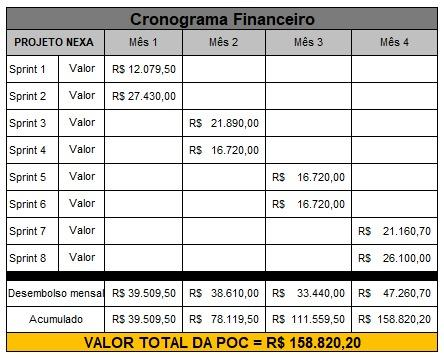 Cronograma Financeiro
PROJETO NEXA Mês 1 Mês 2 Mês 3 Mês 4
Sprint 1 Valor R$ 12.079,50
Sprint 2 Valor R$ 27.430,00
Sprint 3 Valor R$ 21.890,00
Sprint 4 Valor R$ 16.720,00
Sprint 5 Valor R$ 16.720,00
Sprint 6 Valor R$ 16.720,00
Sprint 7 Valor R$ 21.160,70
Sprint 8 Valor R$ 26.100,00
Desembolso mensal R$ 39.509,50 R$ 38.610,00 R$ 33.440,00 R$ 47.260,70
Acumulado R$ 39.509,50 R$ 78.119,50 R$ 111.559,50 R$ 158.820,20
VALOR TOTAL DA POC = R$ 158.820,20